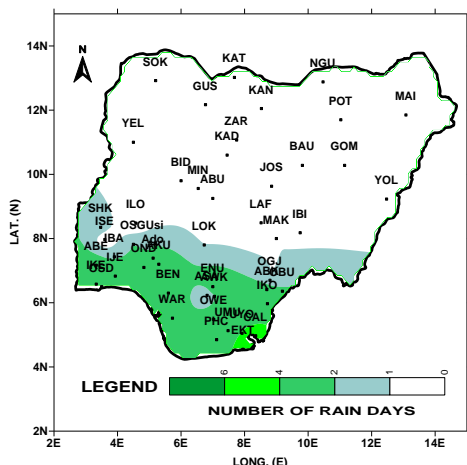 14N
N
KAT
SOK
NGU
GUS
KAN
MAI
12N
POT
ZAR
YEL
KAD
BAU
GOM
BID
MIN
JOS
10N
ABU
YOL
LAT. (N)
SHK
ILO
LAF
ISE
IBI
OSG
Usi
LOK
MAK
8N
IBA
Ado
ABE
OND
AKU
IJE
OGJ
IKE
OSD
BEN
ENU
ABK
OBU
AWK
IKO
6N
WAR
OWE
UMU
UYO
CAL
PHC
EKT
4N
LEGEND
6
4
2
1
0
NUMBER OF RAIN DAYS
2N
2E
4E
6E
8E
10E
12E
14E
LONG. (E)